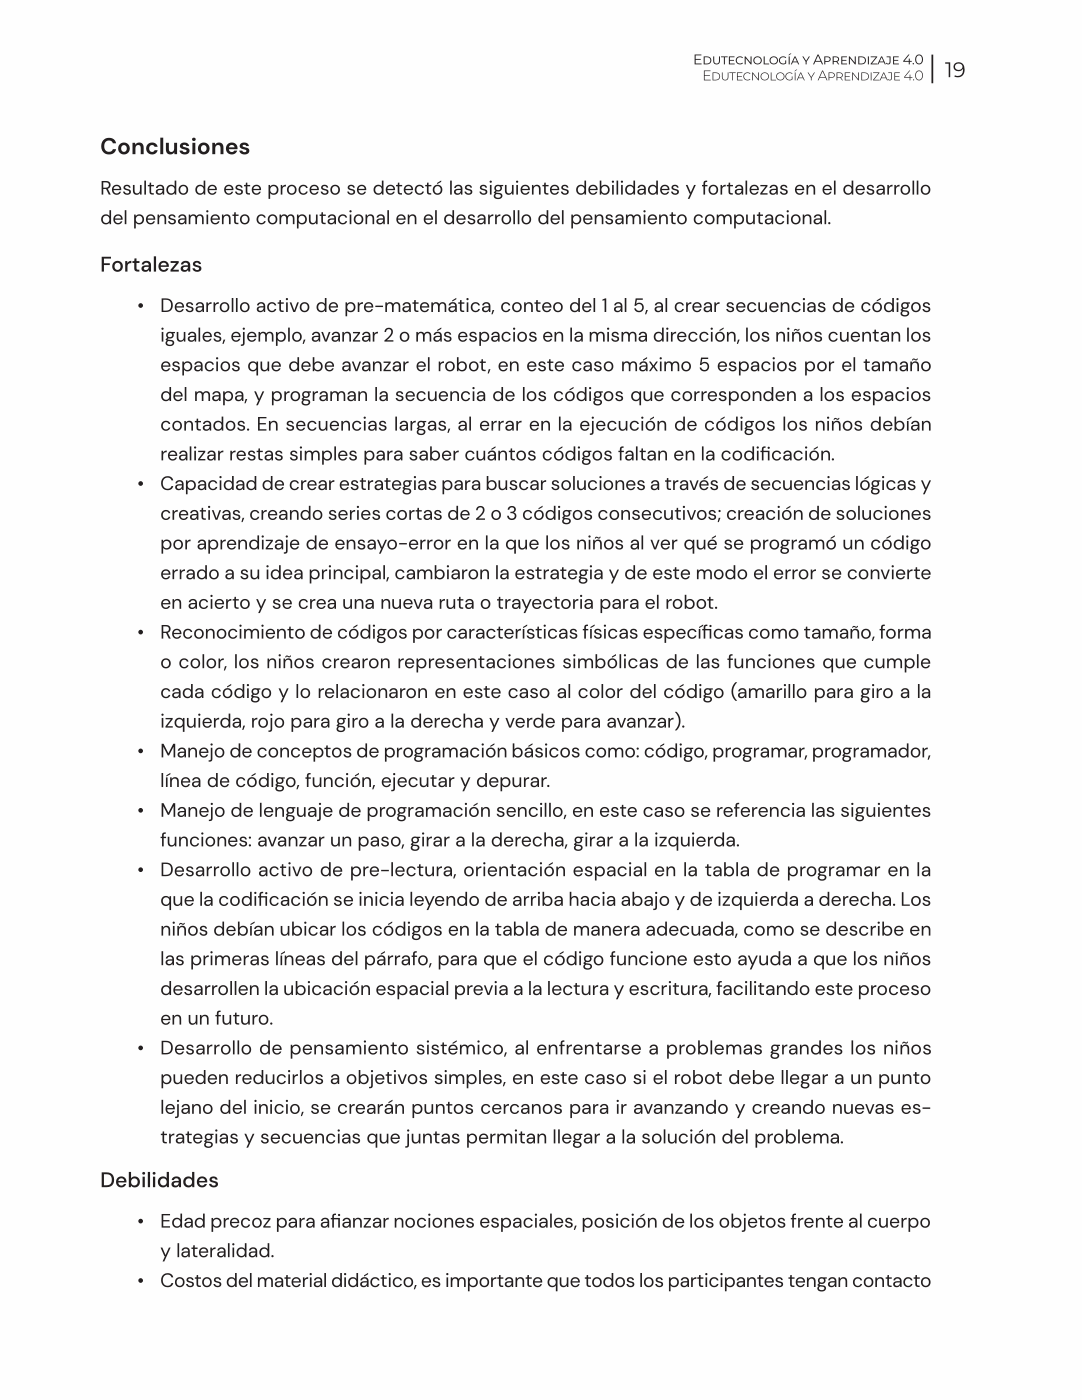 Edutecnología y Aprendizaje 4.0
Edutecnología y Aprendizaje 4.0
19
Conclusiones
Resultado de este proceso se detectó las siguientes debilidades y fortalezas en el desarrollo
del pensamiento computacional en el desarrollo del pensamiento computacional.
Fortalezas
• Desarrollo activo de pre-matemática, conteo del 1 al 5, al crear secuencias de códigos
iguales, ejemplo, avanzar 2 o más espacios en la misma dirección, los niños cuentan los
espacios que debe avanzar el robot, en este caso máximo 5 espacios por el tamaño
del mapa, y programan la secuencia de los códigos que corresponden a los espacios
contados. En secuencias largas, al errar en la ejecución de códigos los niños debían
realizar restas simples para saber cuántos códigos faltan en la codificación.
• Capacidad de crear estrategias para buscar soluciones a través de secuencias lógicas y
creativas, creando series cortas de 2 o 3 códigos consecutivos; creación de soluciones
por aprendizaje de ensayo-error en la que los niños al ver qué se programó un código
errado a su idea principal, cambiaron la estrategia y de este modo el error se convierte
en acierto y se crea una nueva ruta o trayectoria para el robot.
• Reconocimiento de códigos por características físicas específicas como tamaño, forma
o color, los niños crearon representaciones simbólicas de las funciones que cumple
cada código y lo relacionaron en este caso al color del código (amarillo para giro a la
izquierda, rojo para giro a la derecha y verde para avanzar).
• Manejo de conceptos de programación básicos como: código, programar, programador,
línea de código, función, ejecutar y depurar.
• Manejo de lenguaje de programación sencillo, en este caso se referencia las siguientes
funciones: avanzar un paso, girar a la derecha, girar a la izquierda.
• Desarrollo activo de pre-lectura, orientación espacial en la tabla de programar en la
que la codificación se inicia leyendo de arriba hacia abajo y de izquierda a derecha. Los
niños debían ubicar los códigos en la tabla de manera adecuada, como se describe en
las primeras líneas del párrafo, para que el código funcione esto ayuda a que los niños
desarrollen la ubicación espacial previa a la lectura y escritura, facilitando este proceso
en un futuro.
• Desarrollo de pensamiento sistémico, al enfrentarse a problemas grandes los niños
pueden reducirlos a objetivos simples, en este caso si el robot debe llegar a un punto
lejano del inicio, se crearán puntos cercanos para ir avanzando y creando nuevas es-
trategias y secuencias que juntas permitan llegar a la solución del problema.
Debilidades
• Edad precoz para afianzar nociones espaciales, posición de los objetos frente al cuerpo
y lateralidad.
• Costos del material didáctico, es importante que todos los participantes tengan contacto